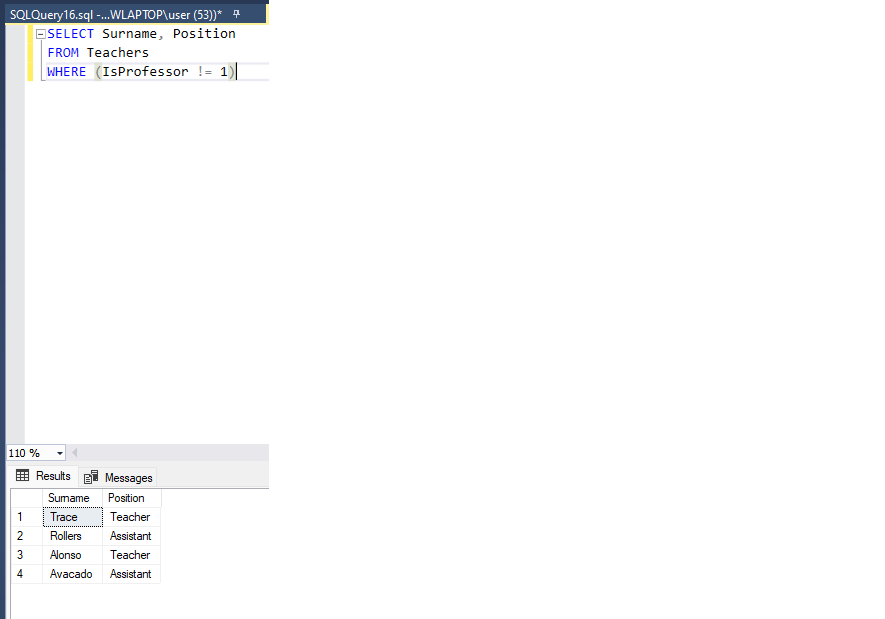 SQLQuery16.sql -...WLAPTOP\user (53))*
SELECT Surname, Position
FROM Teachers
WHERE (IsProfessor != 1)
110 %
Results Messages
Surname Position
1 Trace Teacher
2 Rollers Assistant
3 Alonso Teacher
4 Avacado Assistant